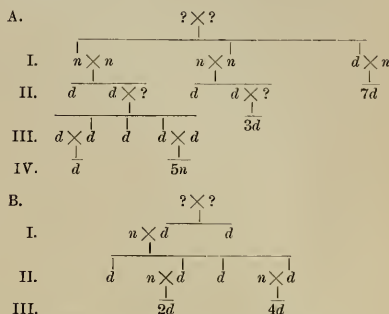 A. ? × ?
I. n × n n × n d × n
II. d d × ? d d × ? 7d
3d
III. d × d d d × d
IV. d 5n
B. ? × ?
I. n × d d
II. d n × d d n × d
III. 2d 4d